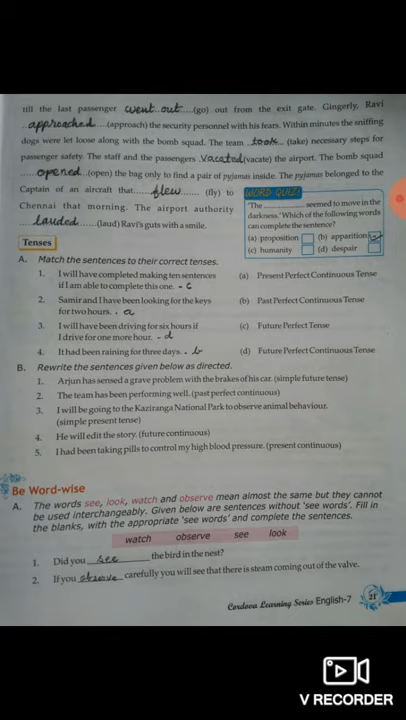 till the last passenger went out (go) out from the exit gate. Gingerly, Ravi
approached (approach) the security personnel with his fears. Within minutes the sniffing
dogs were let loose along with the bomb squad. The team took (take) necessary steps for
passenger safety. The staff and the passengers vacated (vacate) the airport. The bomb squad
opened (open) the bag only to find a pair of pyjamas inside. The pyjamas belonged to the
Captain of an aircraft that flew (fly) to
Chennai that morning. The airport authority
lauded (laud) Ravi's guts with a smile.
WORD QUIZ!
'The ______ seemed to move in the
darkness.' Which of the following words
can complete the sentence?
(a) proposition (b) apparition
(c) humanity (d) despair
Tenses
A. Match the sentences to their correct tenses.
1. I will have completed making ten sentences (a) Present Perfect Continuous Tense
if I am able to complete this one. - c
2. Samir and I have been looking for the keys (b) Past Perfect Continuous Tense
for two hours. - a
3. I will have been driving for six hours if (c) Future Perfect Tense
I drive for one more hour. - d
4. It had been raining for three days. - b (d) Future Perfect Continuous Tense
B. Rewrite the sentences given below as directed.
1. Arjun has sensed a grave problem with the brakes of his car. (simple future tense)
2. The team has been performing well. (past perfect continuous)
3. I will be going to the Kaziranga National Park to observe animal behaviour.
(simple present tense)
4. He will edit the story. (future continuous)
5. I had been taking pills to control my high blood pressure. (present continuous)
Be Word-wise
A. The words see, look, watch and observe mean almost the same but they cannot
be used interchangeably. Given below are sentences without 'see words'. Fill in
the blanks, with the appropriate 'see words' and complete the sentences.
watch observe see look
1. Did you see the bird in the nest?
2. If you observe carefully you will see that there is steam coming out of the valve.
Cordova Learning Series English-7
21
V RECORDER